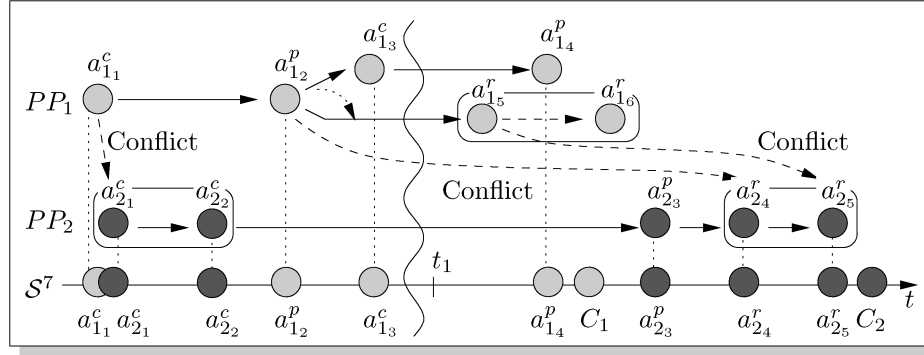 a^c_{1_1} a^p_{1_2} a^c_{1_3} a^p_{1_4}
PP_1 a^r_{1_5} a^r_{1_6}
Conflict Conflict
a^c_{2_1} a^c_{2_2} Conflict a^p_{2_3} a^r_{2_4} a^r_{2_5}
PP_2
t_1
S^7 t
a^c_{1_1} a^c_{2_1} a^c_{2_2} a^p_{1_2} a^c_{1_3} a^p_{1_4} C_1 a^p_{2_3} a^r_{2_4} a^r_{2_5} C_2